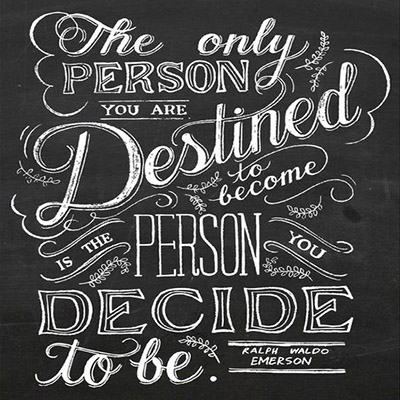 The only
PERSON
YOU ARE
Destined
to become
IS THE PERSON YOU
DECIDE
to be.
RALPH WALDO
EMERSON